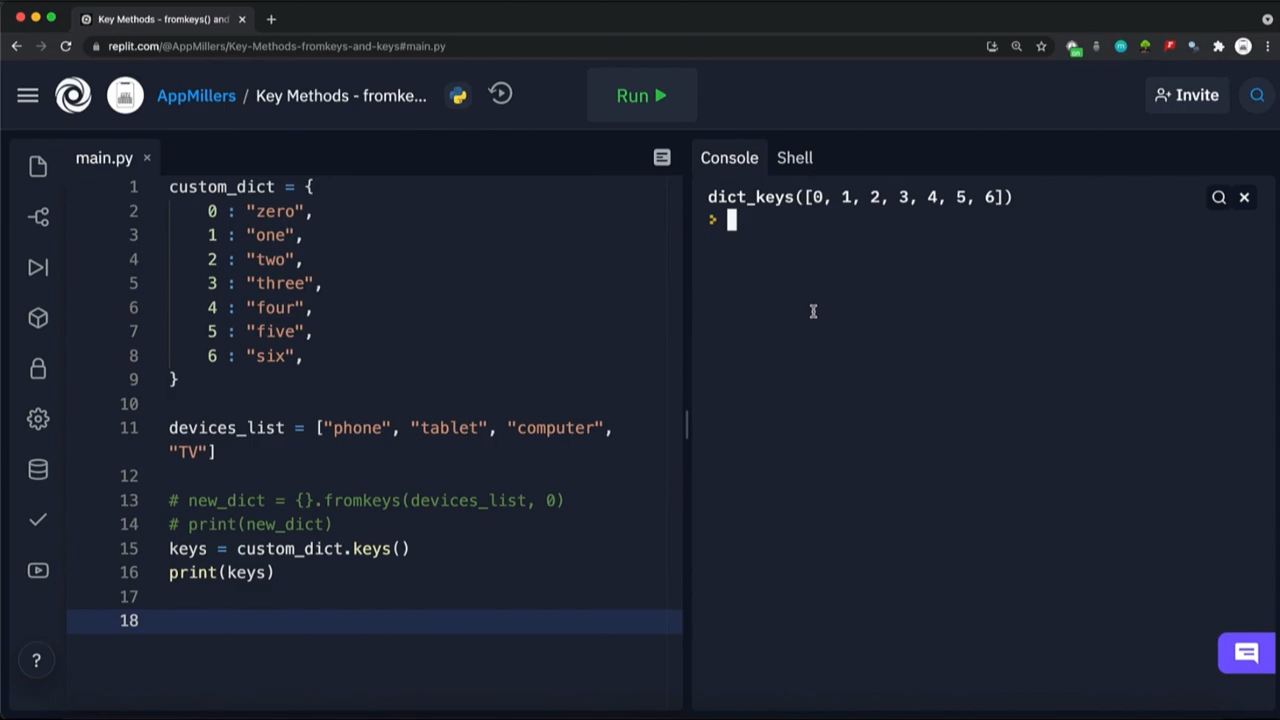 Key Methods - fromkeys() and
replit.com/@AppMillers/Key-Methods-fromkeys-and-keys#main.py
AppMillers / Key Methods - fromke...
Run
Invite
main.py
Console
Shell
1 custom_dict = {
2 0 : "zero",
3 1 : "one",
4 2 : "two",
5 3 : "three",
6 4 : "four",
7 5 : "five",
8 6 : "six",
9 }
10
11 devices_list = ["phone", "tablet", "computer",
"TV"]
12
13 # new_dict = {}.fromkeys(devices_list, 0)
14 # print(new_dict)
15 keys = custom_dict.keys()
16 print(keys)
17
18
dict_keys([0, 1, 2, 3, 4, 5, 6])
>
?